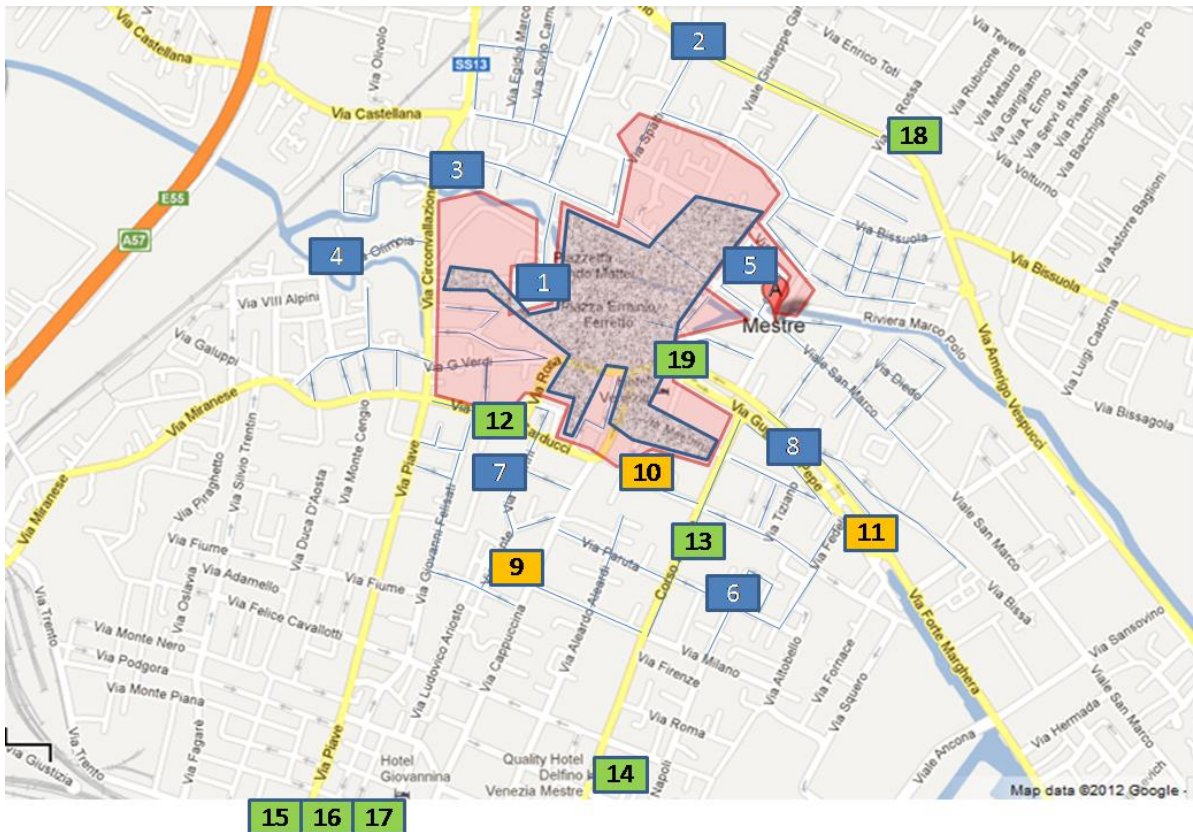 2
Via Enrico Toti
Via Tevere
Via Po
Via Castellana
Via Olivolo
Via Egidio Marco
Via Silvio Camu
SS13
Viale Giuseppe Gar
Via Castellana
Via Rubicone
Via Metauro
Via Garigliano
Via A. Emo
Via Servi di Maria
Via Pisani
Via Bacchiglione
18
Via Spalti
Via Volturno
3
E55
A57
4
Via Circonvallazion
Via Bissuola
Via Astorre Baglioni
Via Bissuola
5
1
A
Mestre
Via VIII Alpini
Piazza Erminio
Ferretto
Riviera Marco Polo
Via Galuppi
Via G.Verdi
19
Viale San Marco
Via Diedo
Via Luigi Cadorna
Via Amerigo Vespucci
Via Miranese
Via Bissagola
12
Via Monte Cengio
Via Silvio Trentin
Via Piraghetto
Via Duca D'Aosta
Via Piave
Via Giovanni Felisati
7
10
8
Pepe
Via Tiziano
Via Miranese
11
13
Viale San Marco
Via Fiume
Via Oslavia
Via Adamello
Via Fiume
9
Via Paruta
Corso
6
Via Trento
Via Felice Cavallotti
Via Monte Nero
Via Podgora
Via Monte Piana
Via Ludovico Ariosto
Via Cappuccina
Via Aleardo Aleardi
Via Milano
Via Firenze
Via Altobello
Via Fornace
Via Squero
Via Forte Marghera
Via Bissa
Via Sansovino
Via Roma
Via Hermada
Viale San Marco
Viale Ancona
Via Fagarè
Via Trento
Via Giustizia
Via Piave
Hotel
Giovannina
Quality Hotel
Delfino
Venezia Mestre
14
Napoli
Map data ©2012 Google -
15 16 17